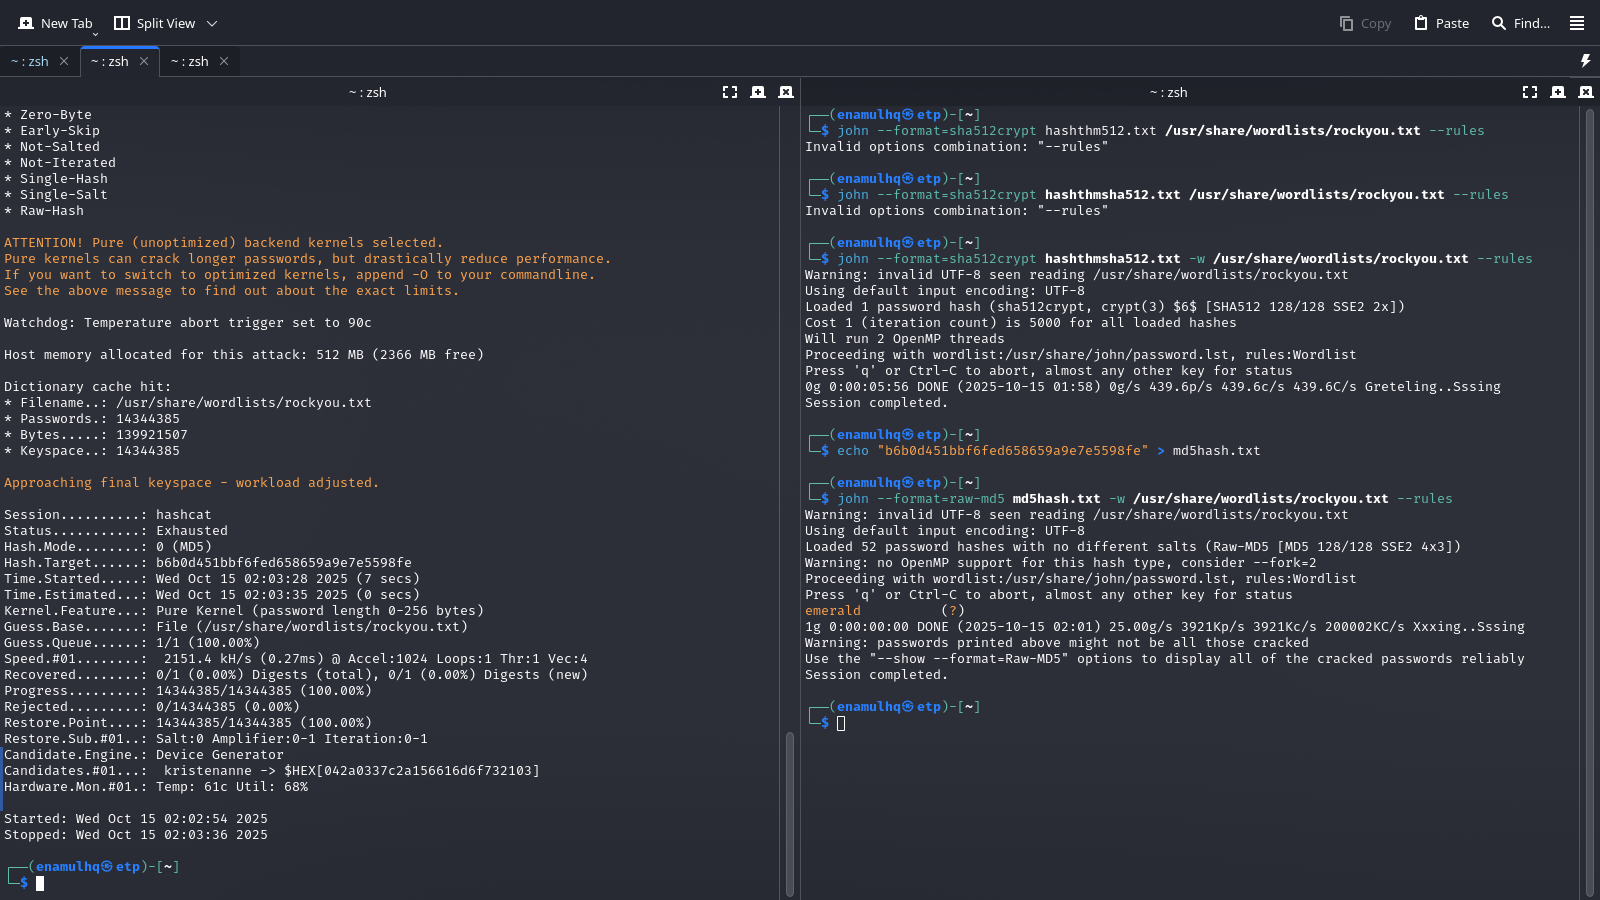 New Tab
Split View
Copy
Paste
Find...
~ : zsh
~ : zsh
~ : zsh
~ : zsh
* Zero-Byte
* Early-Skip
* Not-Salted
* Not-Iterated
* Single-Hash
* Single-Salt
* Raw-Hash
ATTENTION! Pure (unoptimized) backend kernels selected.
Pure kernels can crack longer passwords, but drastically reduce performance.
If you want to switch to optimized kernels, append -O to your commandline.
See the above message to find out about the exact limits.
Watchdog: Temperature abort trigger set to 90c
Host memory allocated for this attack: 512 MB (2366 MB free)
Dictionary cache hit:
* Filename..: /usr/share/wordlists/rockyou.txt
* Passwords.: 14344385
* Bytes.....: 139921507
* Keyspace..: 14344385
Approaching final keyspace - workload adjusted.
Session..........: hashcat
Status...........: Exhausted
Hash.Mode........: 0 (MD5)
Hash.Target......: b6b0d451bbf6fed658659a9e7e5598fe
Time.Started.....: Wed Oct 15 02:03:28 2025 (7 secs)
Time.Estimated...: Wed Oct 15 02:03:35 2025 (0 secs)
Kernel.Feature...: Pure Kernel (password length 0-256 bytes)
Guess.Base.......: File (/usr/share/wordlists/rockyou.txt)
Guess.Queue......: 1/1 (100.00%)
Speed.#01........:  2151.4 kH/s (0.27ms) @ Accel:1024 Loops:1 Thr:1 Vec:4
Recovered........: 0/1 (0.00%) Digests (total), 0/1 (0.00%) Digests (new)
Progress.........: 14344385/14344385 (100.00%)
Rejected.........: 0/14344385 (0.00%)
Restore.Point....: 14344385/14344385 (100.00%)
Restore.Sub.#01..: Salt:0 Amplifier:0-1 Iteration:0-1
Candidate.Engine.: Device Generator
Candidates.#01...:  kristenanne -> $HEX[042a0337c2a156616d6f732103]
Hardware.Mon.#01.: Temp: 61c Util: 68%
Started: Wed Oct 15 02:02:54 2025
Stopped: Wed Oct 15 02:03:36 2025
┌──(enamulhq㉿etp)-[~]
└─$
~ : zsh
┌──(enamulhq㉿etp)-[~]
└─$ john --format=sha512crypt hashthm512.txt /usr/share/wordlists/rockyou.txt --rules
Invalid options combination: "--rules"
┌──(enamulhq㉿etp)-[~]
└─$ john --format=sha512crypt hashthmsha512.txt /usr/share/wordlists/rockyou.txt --rules
Invalid options combination: "--rules"
┌──(enamulhq㉿etp)-[~]
└─$ john --format=sha512crypt hashthmsha512.txt -w /usr/share/wordlists/rockyou.txt --rules
Warning: invalid UTF-8 seen reading /usr/share/wordlists/rockyou.txt
Using default input encoding: UTF-8
Loaded 1 password hash (sha512crypt, crypt(3) $6$ [SHA512 128/128 SSE2 2x])
Cost 1 (iteration count) is 5000 for all loaded hashes
Will run 2 OpenMP threads
Proceeding with wordlist:/usr/share/john/password.lst, rules:Wordlist
Press 'q' or Ctrl-C to abort, almost any other key for status
0g 0:00:05:56 DONE (2025-10-15 01:58) 0g/s 439.6p/s 439.6c/s 439.6C/s Greteling..Sssing
Session completed.
┌──(enamulhq㉿etp)-[~]
└─$ echo "b6b0d451bbf6fed658659a9e7e5598fe" > md5hash.txt
┌──(enamulhq㉿etp)-[~]
└─$ john --format=raw-md5 md5hash.txt -w /usr/share/wordlists/rockyou.txt --rules
Warning: invalid UTF-8 seen reading /usr/share/wordlists/rockyou.txt
Using default input encoding: UTF-8
Loaded 52 password hashes with no different salts (Raw-MD5 [MD5 128/128 SSE2 4x3])
Warning: no OpenMP support for this hash type, consider --fork=2
Proceeding with wordlist:/usr/share/john/password.lst, rules:Wordlist
Press 'q' or Ctrl-C to abort, almost any other key for status
emerald          (?)
1g 0:00:00:00 DONE (2025-10-15 02:01) 25.00g/s 3921Kp/s 3921Kc/s 200002KC/s Xxxing..Sssing
Warning: passwords printed above might not be all those cracked
Use the "--show --format=Raw-MD5" options to display all of the cracked passwords reliably
Session completed.
┌──(enamulhq㉿etp)-[~]
└─$